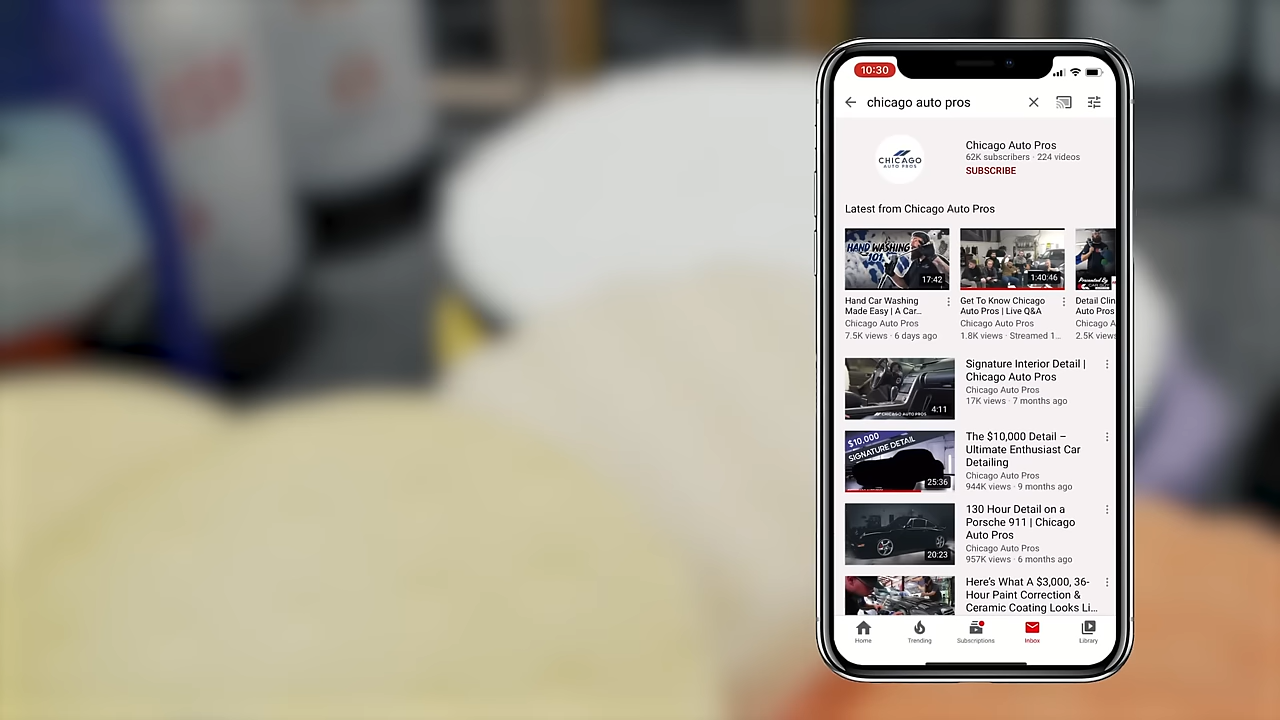 10:30
chicago auto pros
CHICAGO
AUTO PROS
Chicago Auto Pros
62K subscribers · 224 videos
SUBSCRIBE
Latest from Chicago Auto Pros
HAND WASHING
101
17:42
1:40:46
Presented By
Hand Car Washing
Made Easy | A Car...
Chicago Auto Pros
7.5K views · 6 days ago
Get To Know Chicago
Auto Pros | Live Q&A
Chicago Auto Pros
1.8K views · Streamed 1...
Detail Clin
Auto Pros
Chicago A
2.5K views
CHICAGO AUTO PROS
4:11
Signature Interior Detail |
Chicago Auto Pros
Chicago Auto Pros
17K views · 7 months ago
$10,000
SIGNATURE DETAIL
25:36
The $10,000 Detail –
Ultimate Enthusiast Car
Detailing
Chicago Auto Pros
944K views · 9 months ago
20:23
130 Hour Detail on a
Porsche 911 | Chicago
Auto Pros
Chicago Auto Pros
957K views · 6 months ago
Here's What A $3,000, 36-
Hour Paint Correction &
Ceramic Coating Looks Li...
Home
Trending
Subscriptions
Inbox
Library